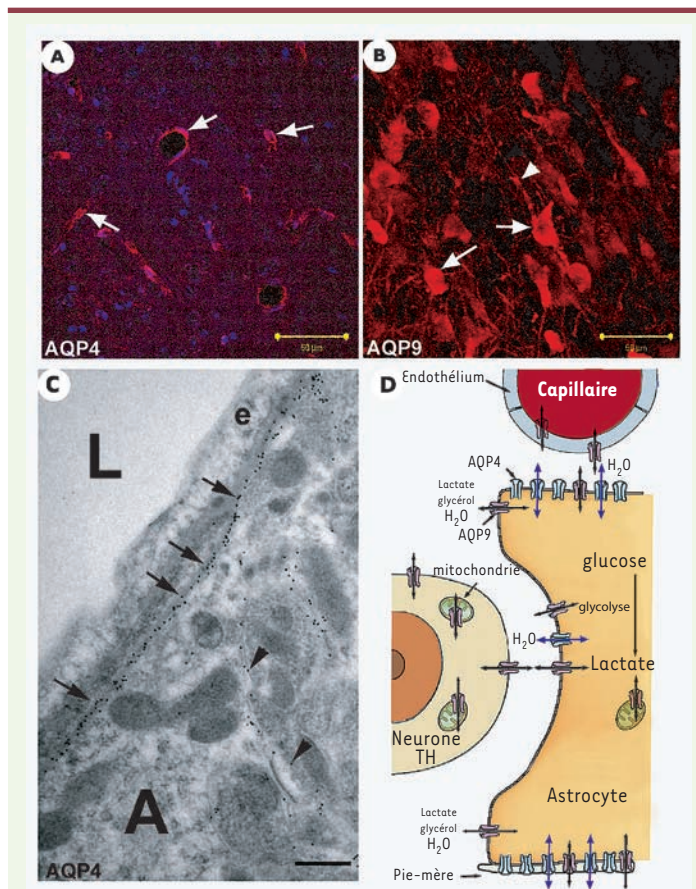 A
AQP4
50 µm
B
AQP9
50 µm
C
L
e
A
AQP4
D
Endothélium
Capillaire
AQP4
H₂O
Lactate
glycérol
H₂O
AQP9
glucose
mitochondrie
glycolyse
H₂O
Lactate
Neurone
TH
Astrocyte
Lactate
glycérol
H₂O
Pie-mère